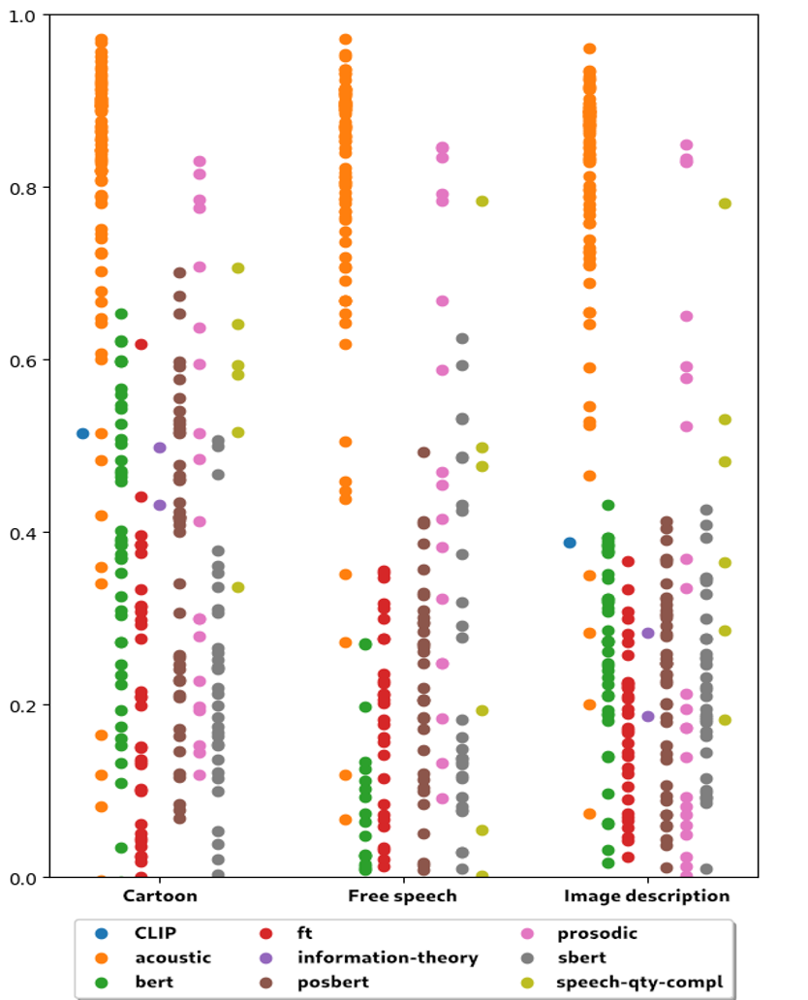 1.0
0.8
0.6
0.4
0.2
0.0
Cartoon Free speech Image description
CLIP ft prosodic
acoustic information-theory sbert
bert posbert speech-qty-compl